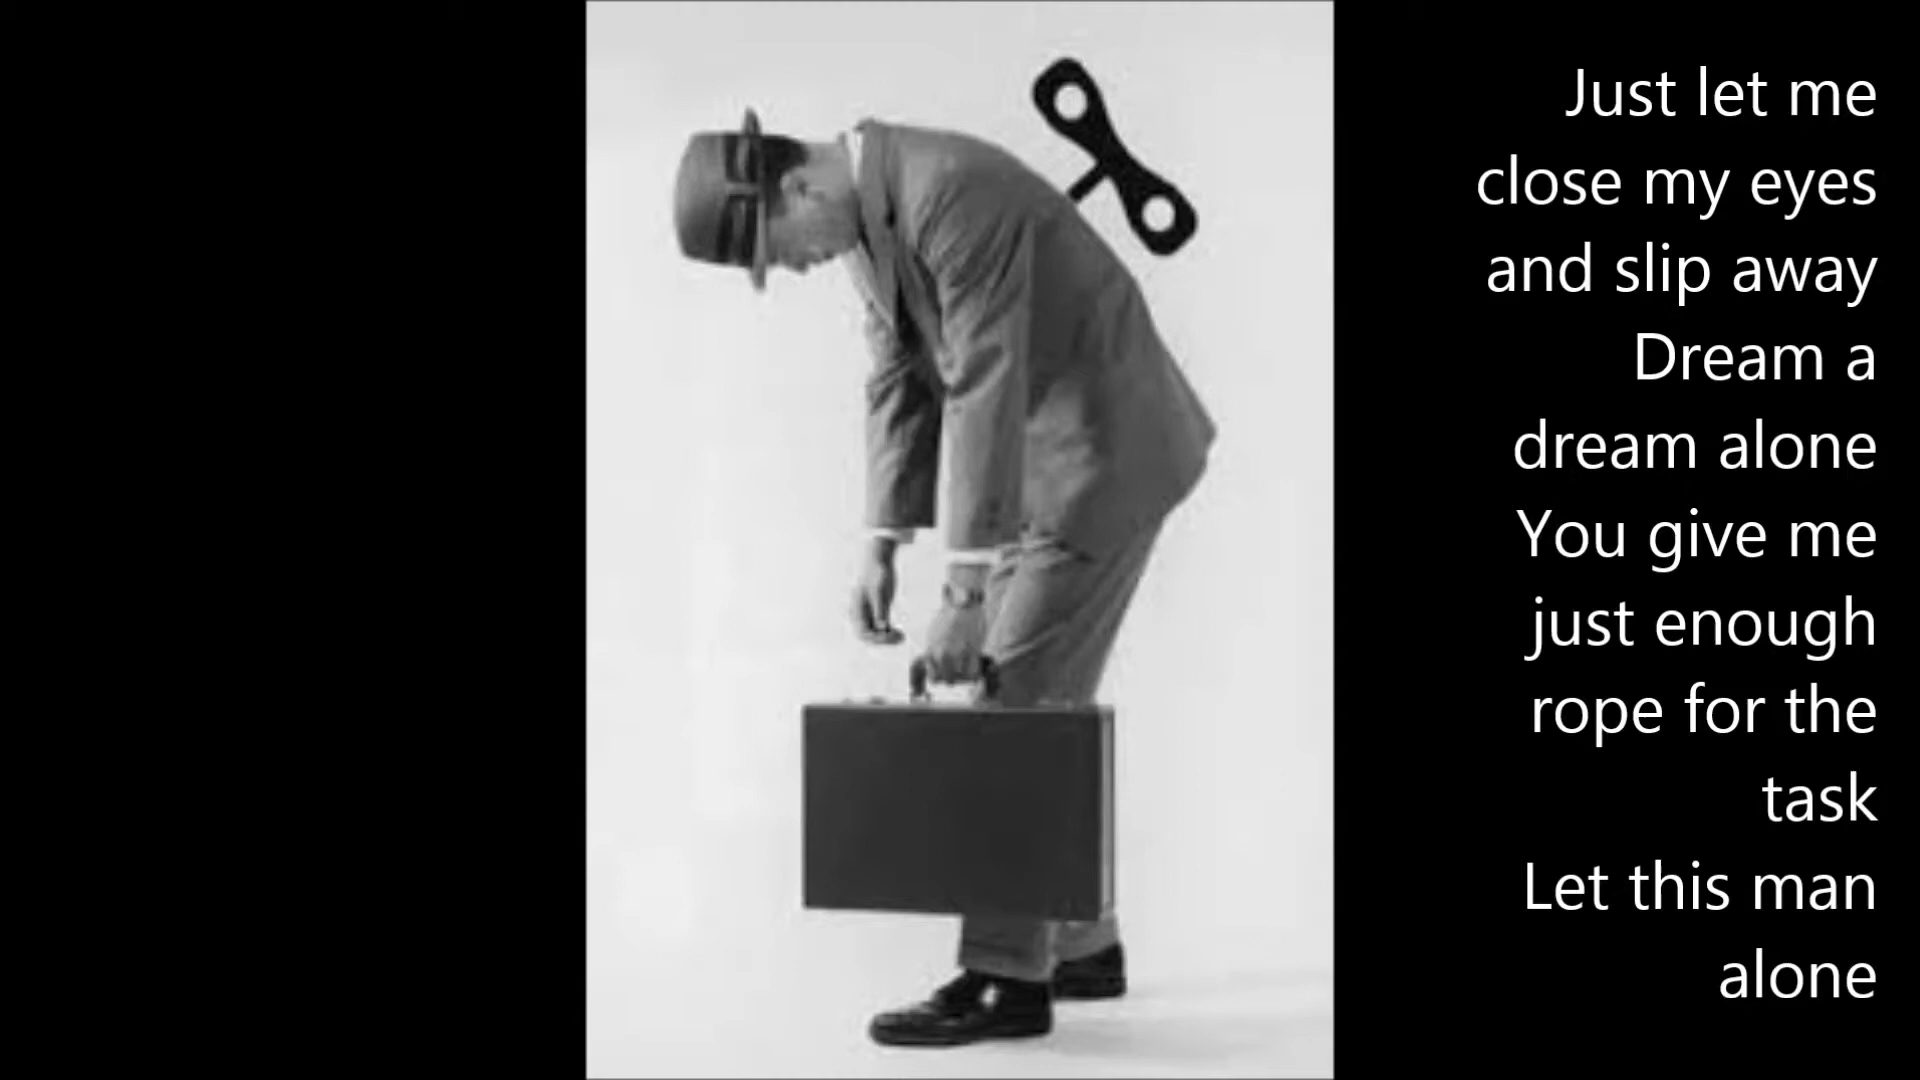 Just let me
close my eyes
and slip away
Dream a
dream alone
You give me
just enough
rope for the
task
Let this man
alone